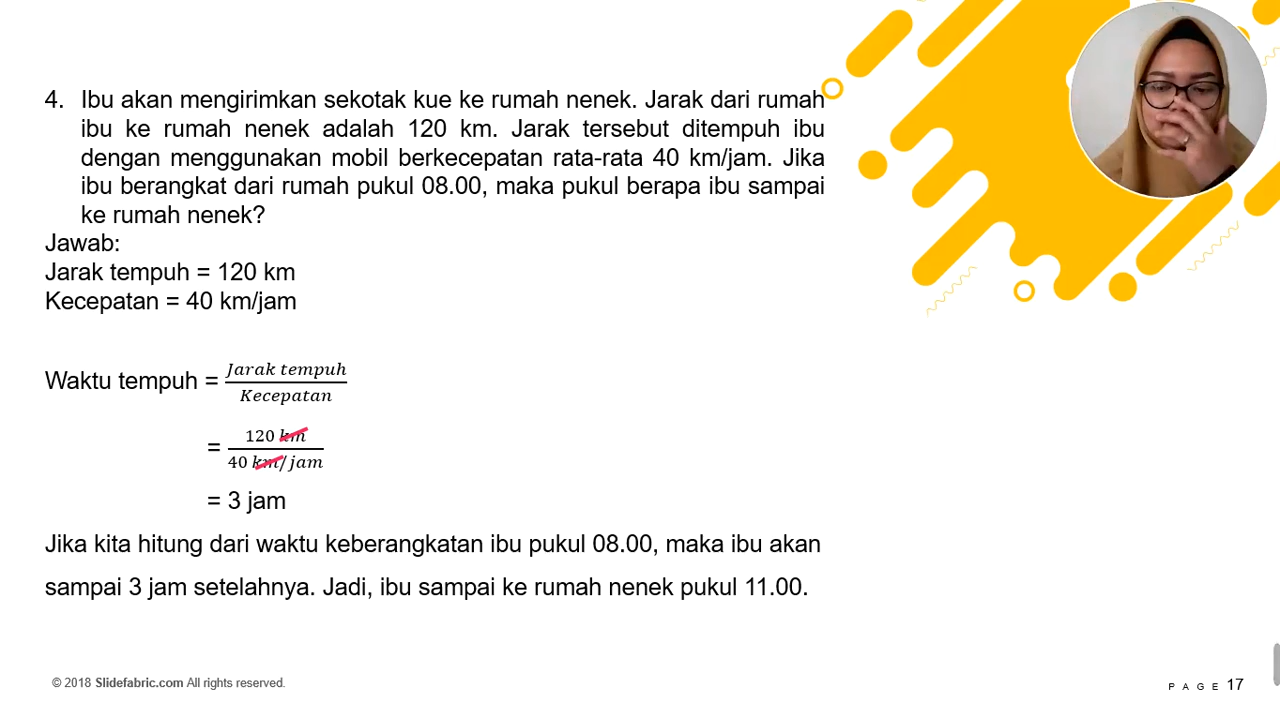 4. Ibu akan mengirimkan sekotak kue ke rumah nenek. Jarak dari rumah
ibu ke rumah nenek adalah 120 km. Jarak tersebut ditempuh ibu
dengan menggunakan mobil berkecepatan rata-rata 40 km/jam. Jika
ibu berangkat dari rumah pukul 08.00, maka pukul berapa ibu sampai
ke rumah nenek?
Jawab:
Jarak tempuh = 120 km
Kecepatan = 40 km/jam
Waktu tempuh = Jarak tempuh
Kecepatan
= 120 km
40 km/jam
= 3 jam
Jika kita hitung dari waktu keberangkatan ibu pukul 08.00, maka ibu akan
sampai 3 jam setelahnya. Jadi, ibu sampai ke rumah nenek pukul 11.00.
© 2018 Slidefabric.com All rights reserved.
PAGE 17